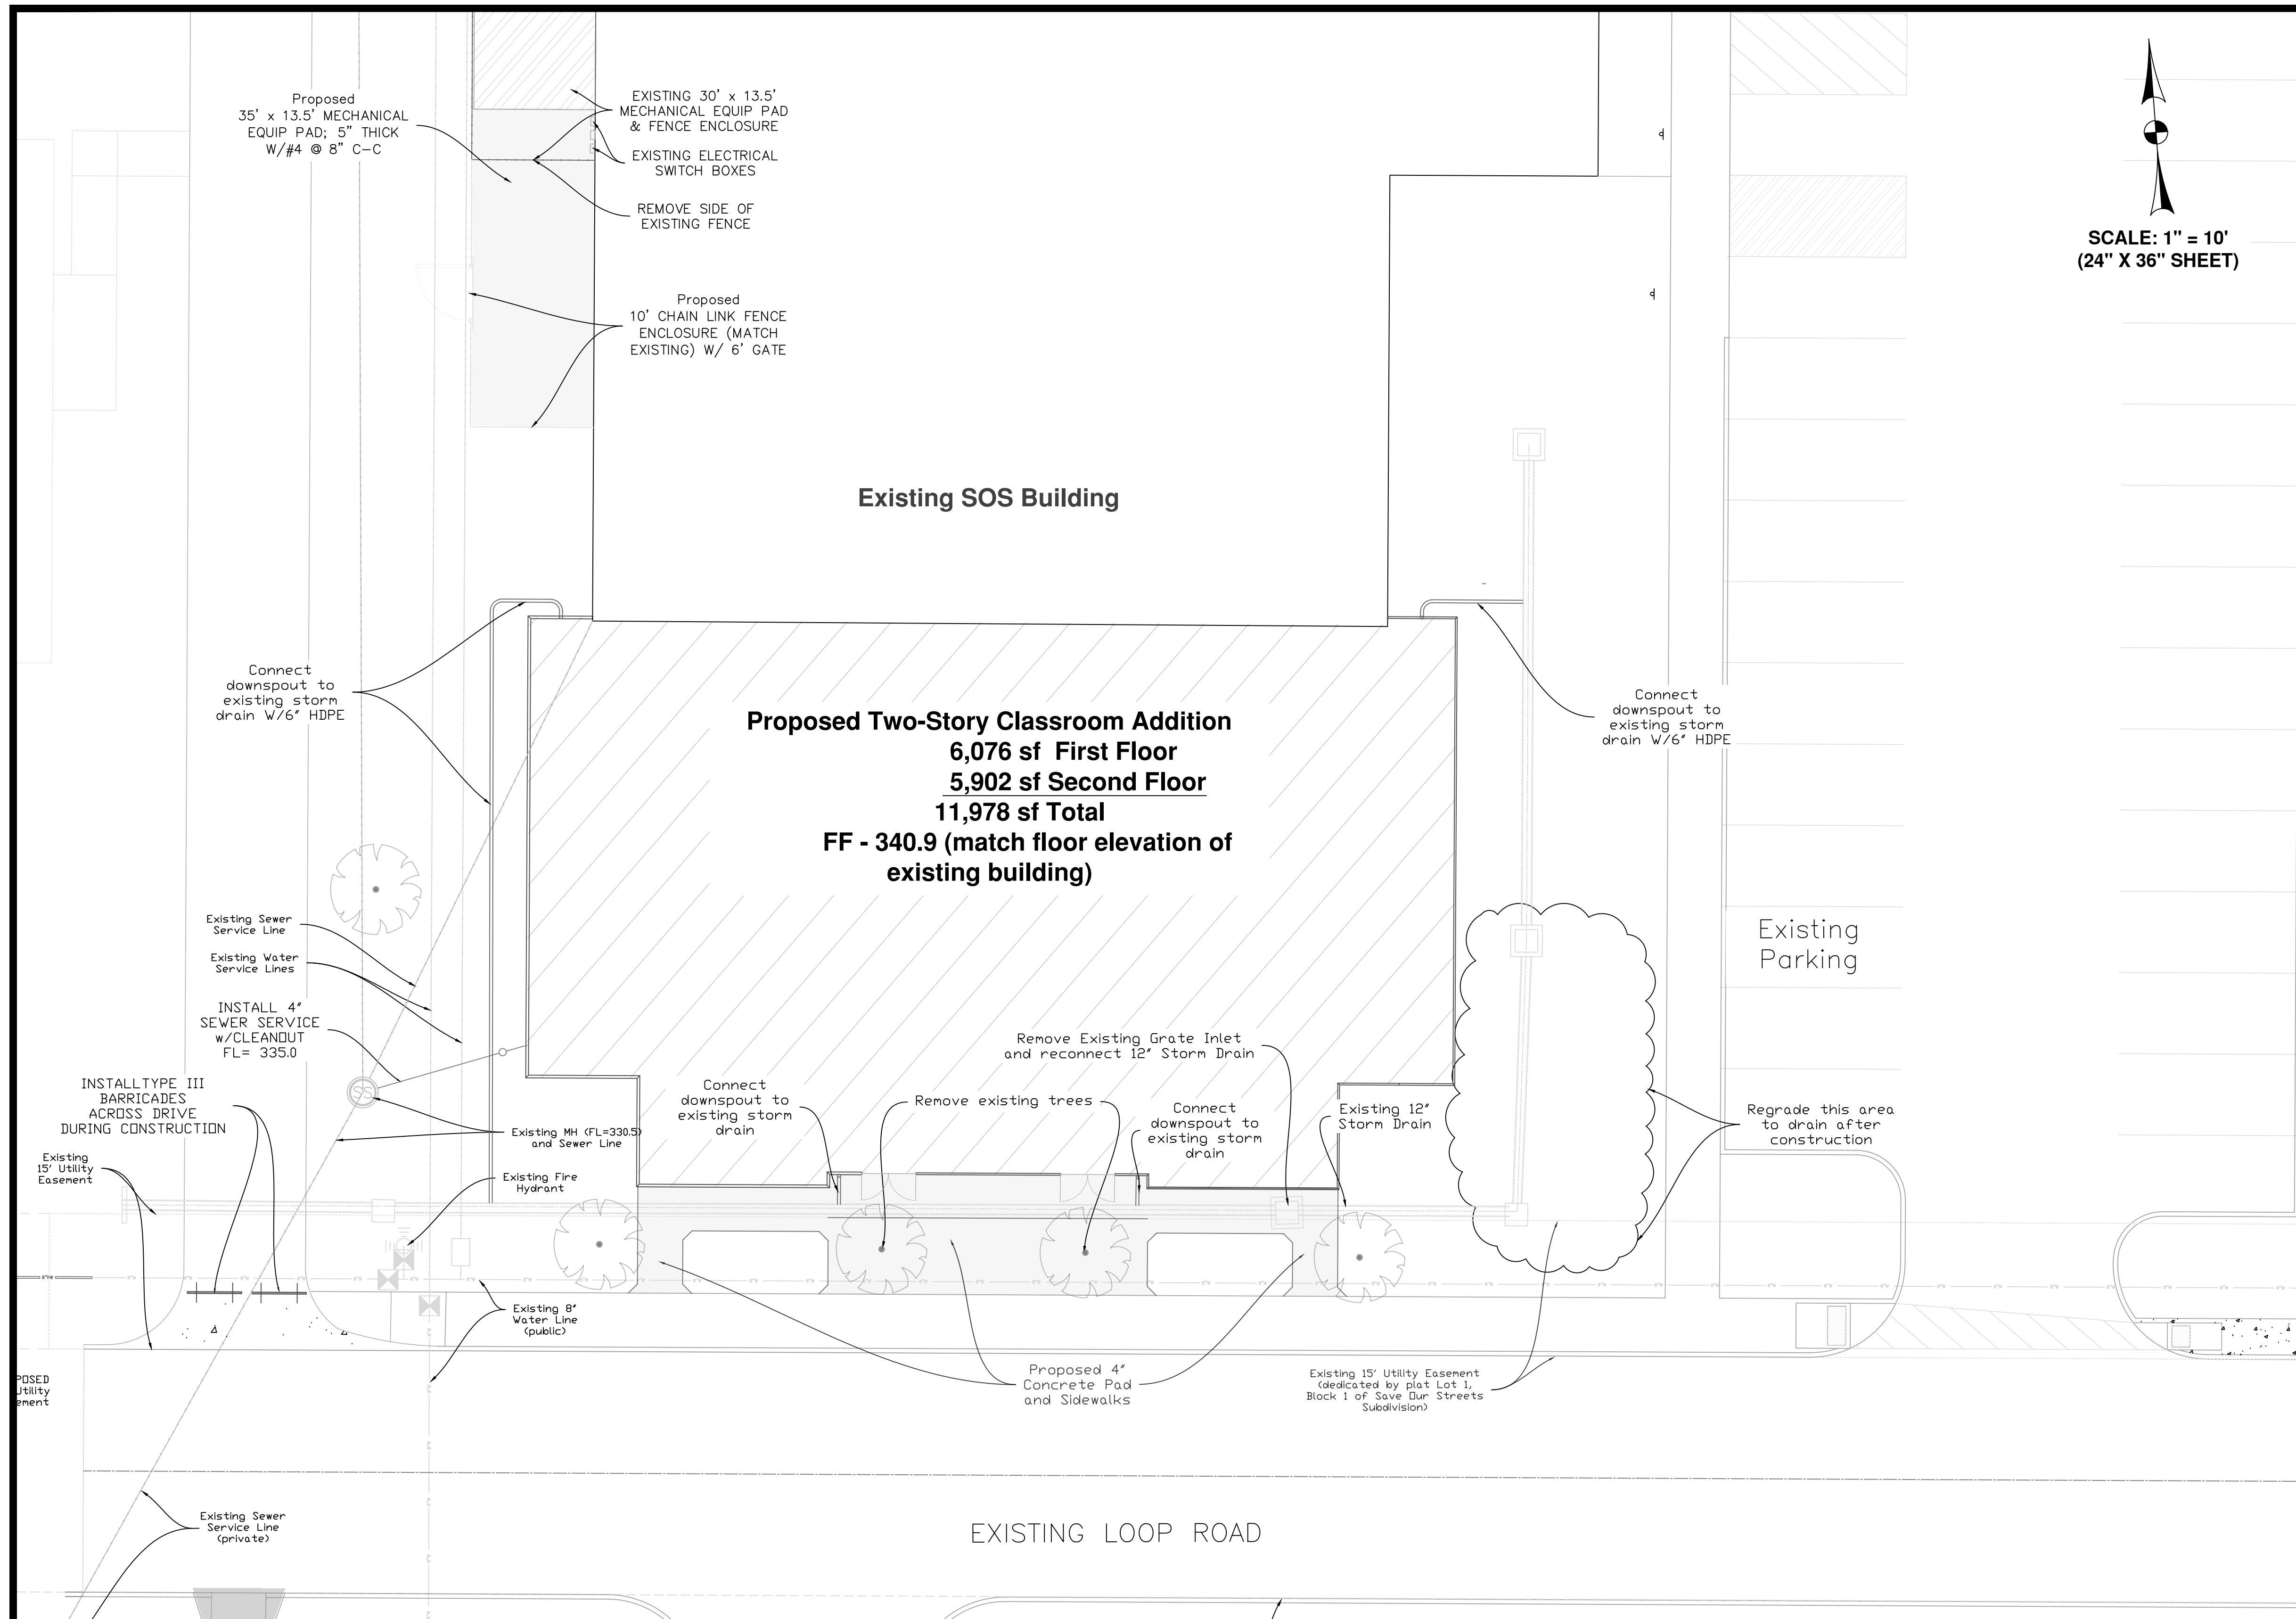 Proposed
35' x 13.5' MECHANICAL
EQUIP PAD; 5" THICK
W/#4 @ 8" C-C
EXISTING 30' x 13.5'
MECHANICAL EQUIP PAD
& FENCE ENCLOSURE
EXISTING ELECTRICAL
SWITCH BOXES
REMOVE SIDE OF
EXISTING FENCE
Proposed
10' CHAIN LINK FENCE
ENCLOSURE (MATCH
EXISTING) W/ 6' GATE
SCALE: 1" = 10'
(24" X 36" SHEET)
Existing SOS Building
Connect
downspout to
existing storm
drain W/6" HDPE
Connect
downspout to
existing storm
drain W/6" HDPE
Proposed Two-Story Classroom Addition
6,076 sf First Floor
5,902 sf Second Floor
11,978 sf Total
FF - 340.9 (match floor elevation of
existing building)
Existing Sewer
Service Line
Existing Water
Service Lines
INSTALL 4"
SEWER SERVICE
w/CLEANOUT
FL= 335.0
Existing
Parking
Remove Existing Grate Inlet
and reconnect 12" Storm Drain
INSTALLTYPE III
BARRICADES
ACROSS DRIVE
DURING CONSTRUCTION
SS
Connect
downspout to
existing storm
drain
Remove existing trees
Connect
downspout to
existing storm
drain
Existing 12"
Storm Drain
Regrade this area
to drain after
construction
Existing MH (FL=330.5)
and Sewer Line
Existing
15' Utility
Easement
Existing Fire
Hydrant
Existing 8"
Water Line
(public)
Proposed 4"
Concrete Pad
and Sidewalks
Existing 15' Utility Easement
(dedicated by plat Lot 1,
Block 1 of Save Our Streets
Subdivision)
POSED
Utility
ement
Existing Sewer
Service Line
(private)
EXISTING LOOP ROAD